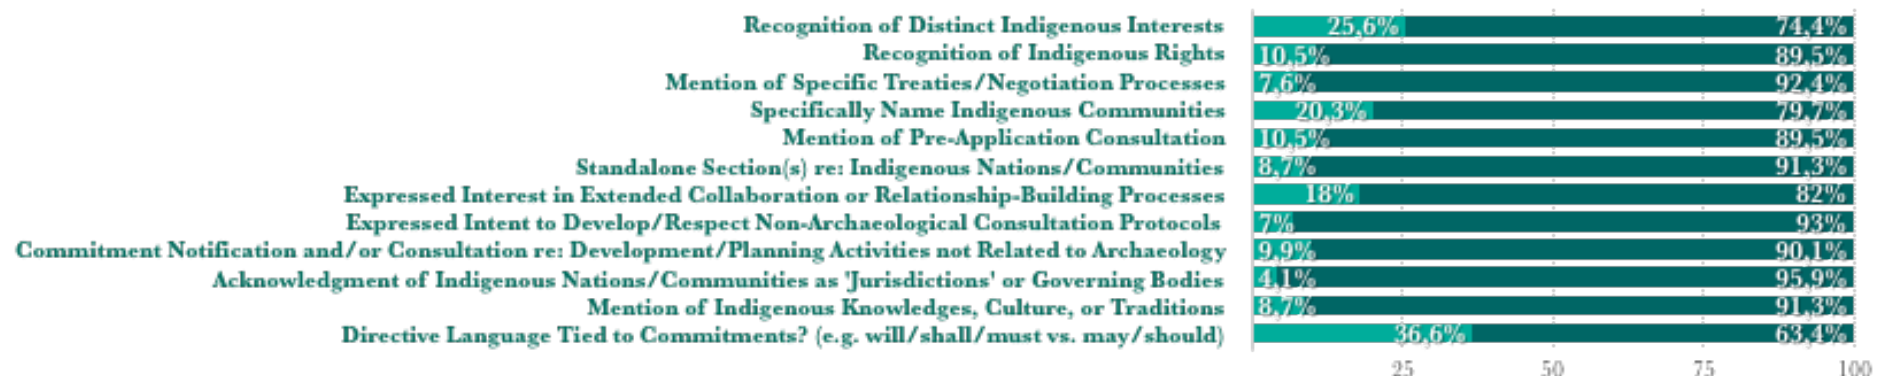 Recognition of Distinct Indigenous Interests 25,6% 74,4%
Recognition of Indigenous Rights 10,5% 89,5%
Mention of Specific Treaties/Negotiation Processes 7,6% 92,4%
Specifically Name Indigenous Communities 20,3% 79,7%
Mention of Pre-Application Consultation 10,5% 89,5%
Standalone Section(s) re: Indigenous Nations/Communities 8,7% 91,3%
Expressed Interest in Extended Collaboration or Relationship-Building Processes 18% 82%
Expressed Intent to Develop/Respect Non-Archaeological Consultation Protocols 7% 93%
Commitment Notification and/or Consultation re: Development/Planning Activities not Related to Archaeology 9,9% 90,1%
Acknowledgment of Indigenous Nations/Communities as 'Jurisdictions' or Governing Bodies 4,1% 95,9%
Mention of Indigenous Knowledges, Culture, or Traditions 8,7% 91,3%
Directive Language Tied to Commitments? (e.g. will/shall/must vs. may/should) 36,6% 63,4%
25 50 75 100